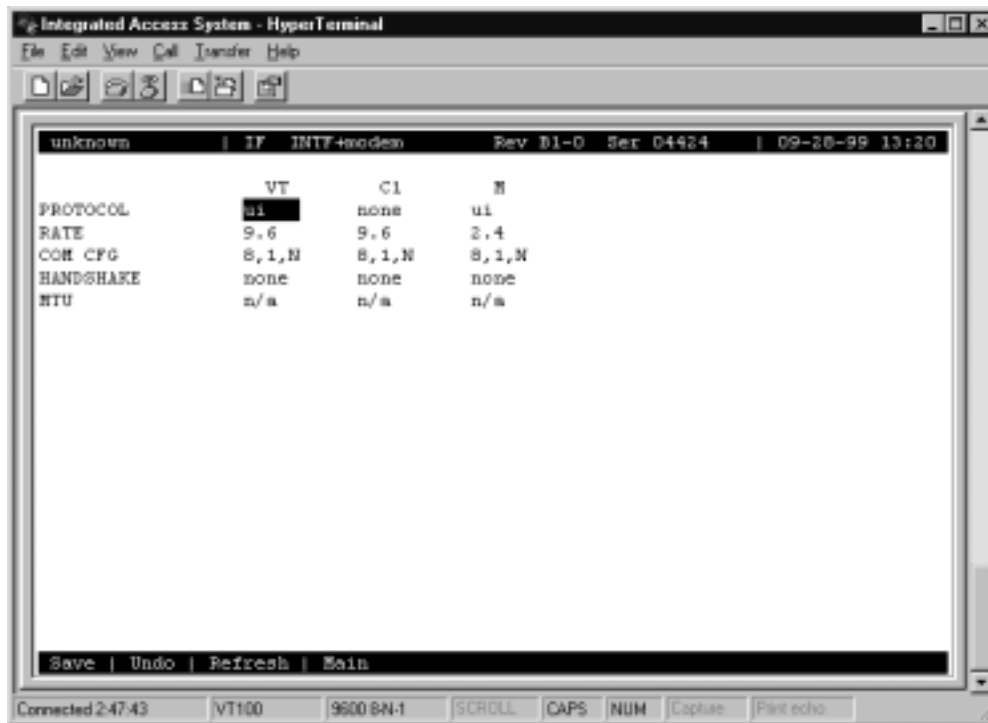 Integrated Access System - HyperTerminal
File Edit View Call Transfer Help
unknown | IF INTF+modem Rev B1-0 Ser 04424 | 09-28-99 13:20
VT C1 M
PROTOCOL ui none ui
RATE 9.6 9.6 2.4
COM CFG 8,1,N 8,1,N 8,1,N
HANDSHAKE none none none
MTU n/a n/a n/a
Save | Undo | Refresh | Main
Connected 2:47:43 VT100 9600 8-N-1 SCROLL CAPS NUM Capture Print echo